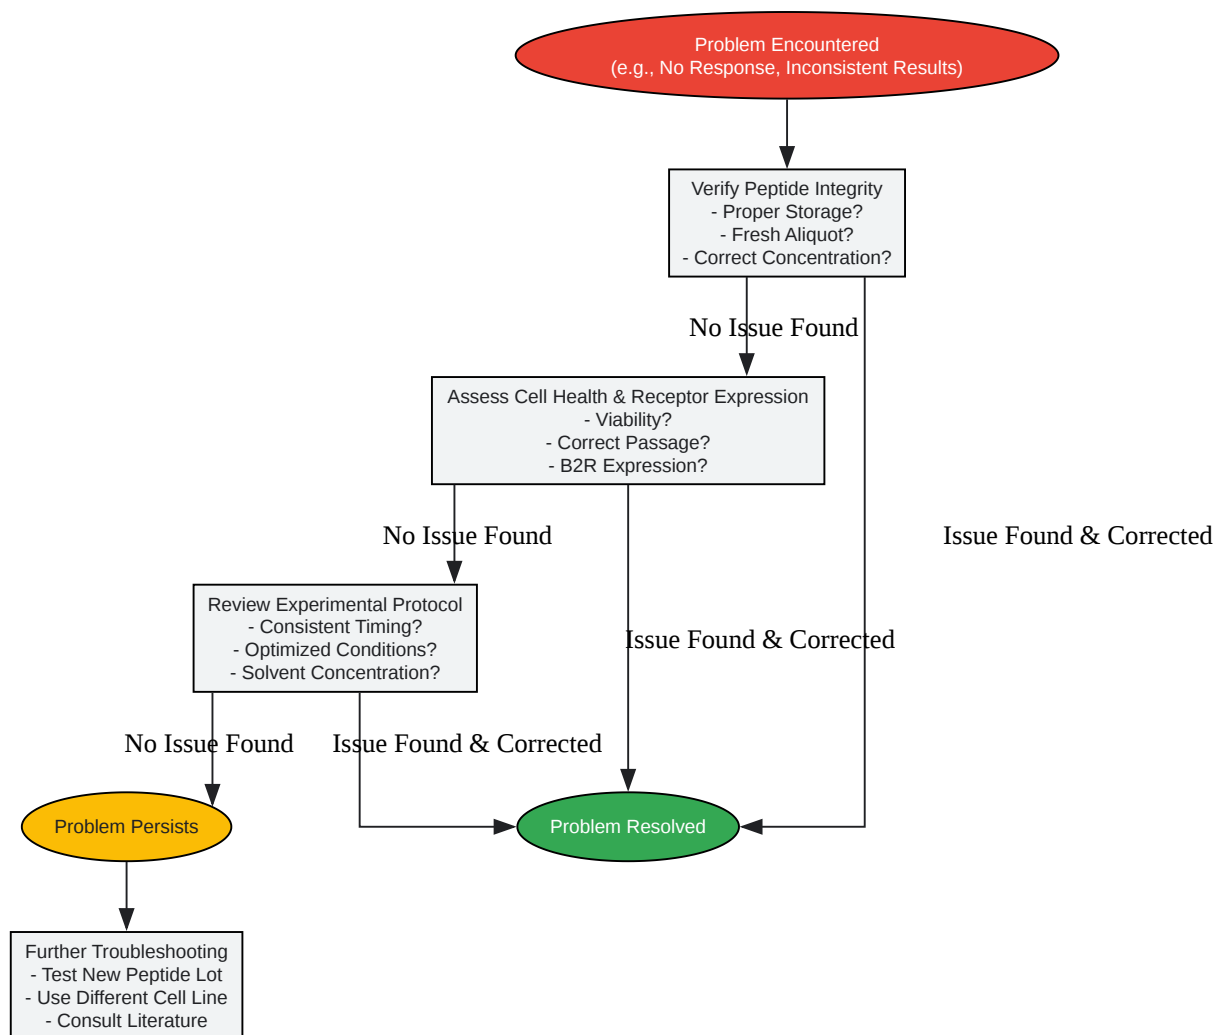 Problem Encountered
(e.g., No Response, Inconsistent Results)
Verify Peptide Integrity
- Proper Storage?
- Fresh Aliquot?
- Correct Concentration?
No Issue Found
Assess Cell Health & Receptor Expression
- Viability?
- Correct Passage?
- B2R Expression?
No Issue Found
Issue Found & Corrected
Review Experimental Protocol
- Consistent Timing?
- Optimized Conditions?
- Solvent Concentration?
Issue Found & Corrected
No Issue Found
Issue Found & Corrected
Problem Persists
Problem Resolved
Further Troubleshooting
- Test New Peptide Lot
- Use Different Cell Line
- Consult Literature